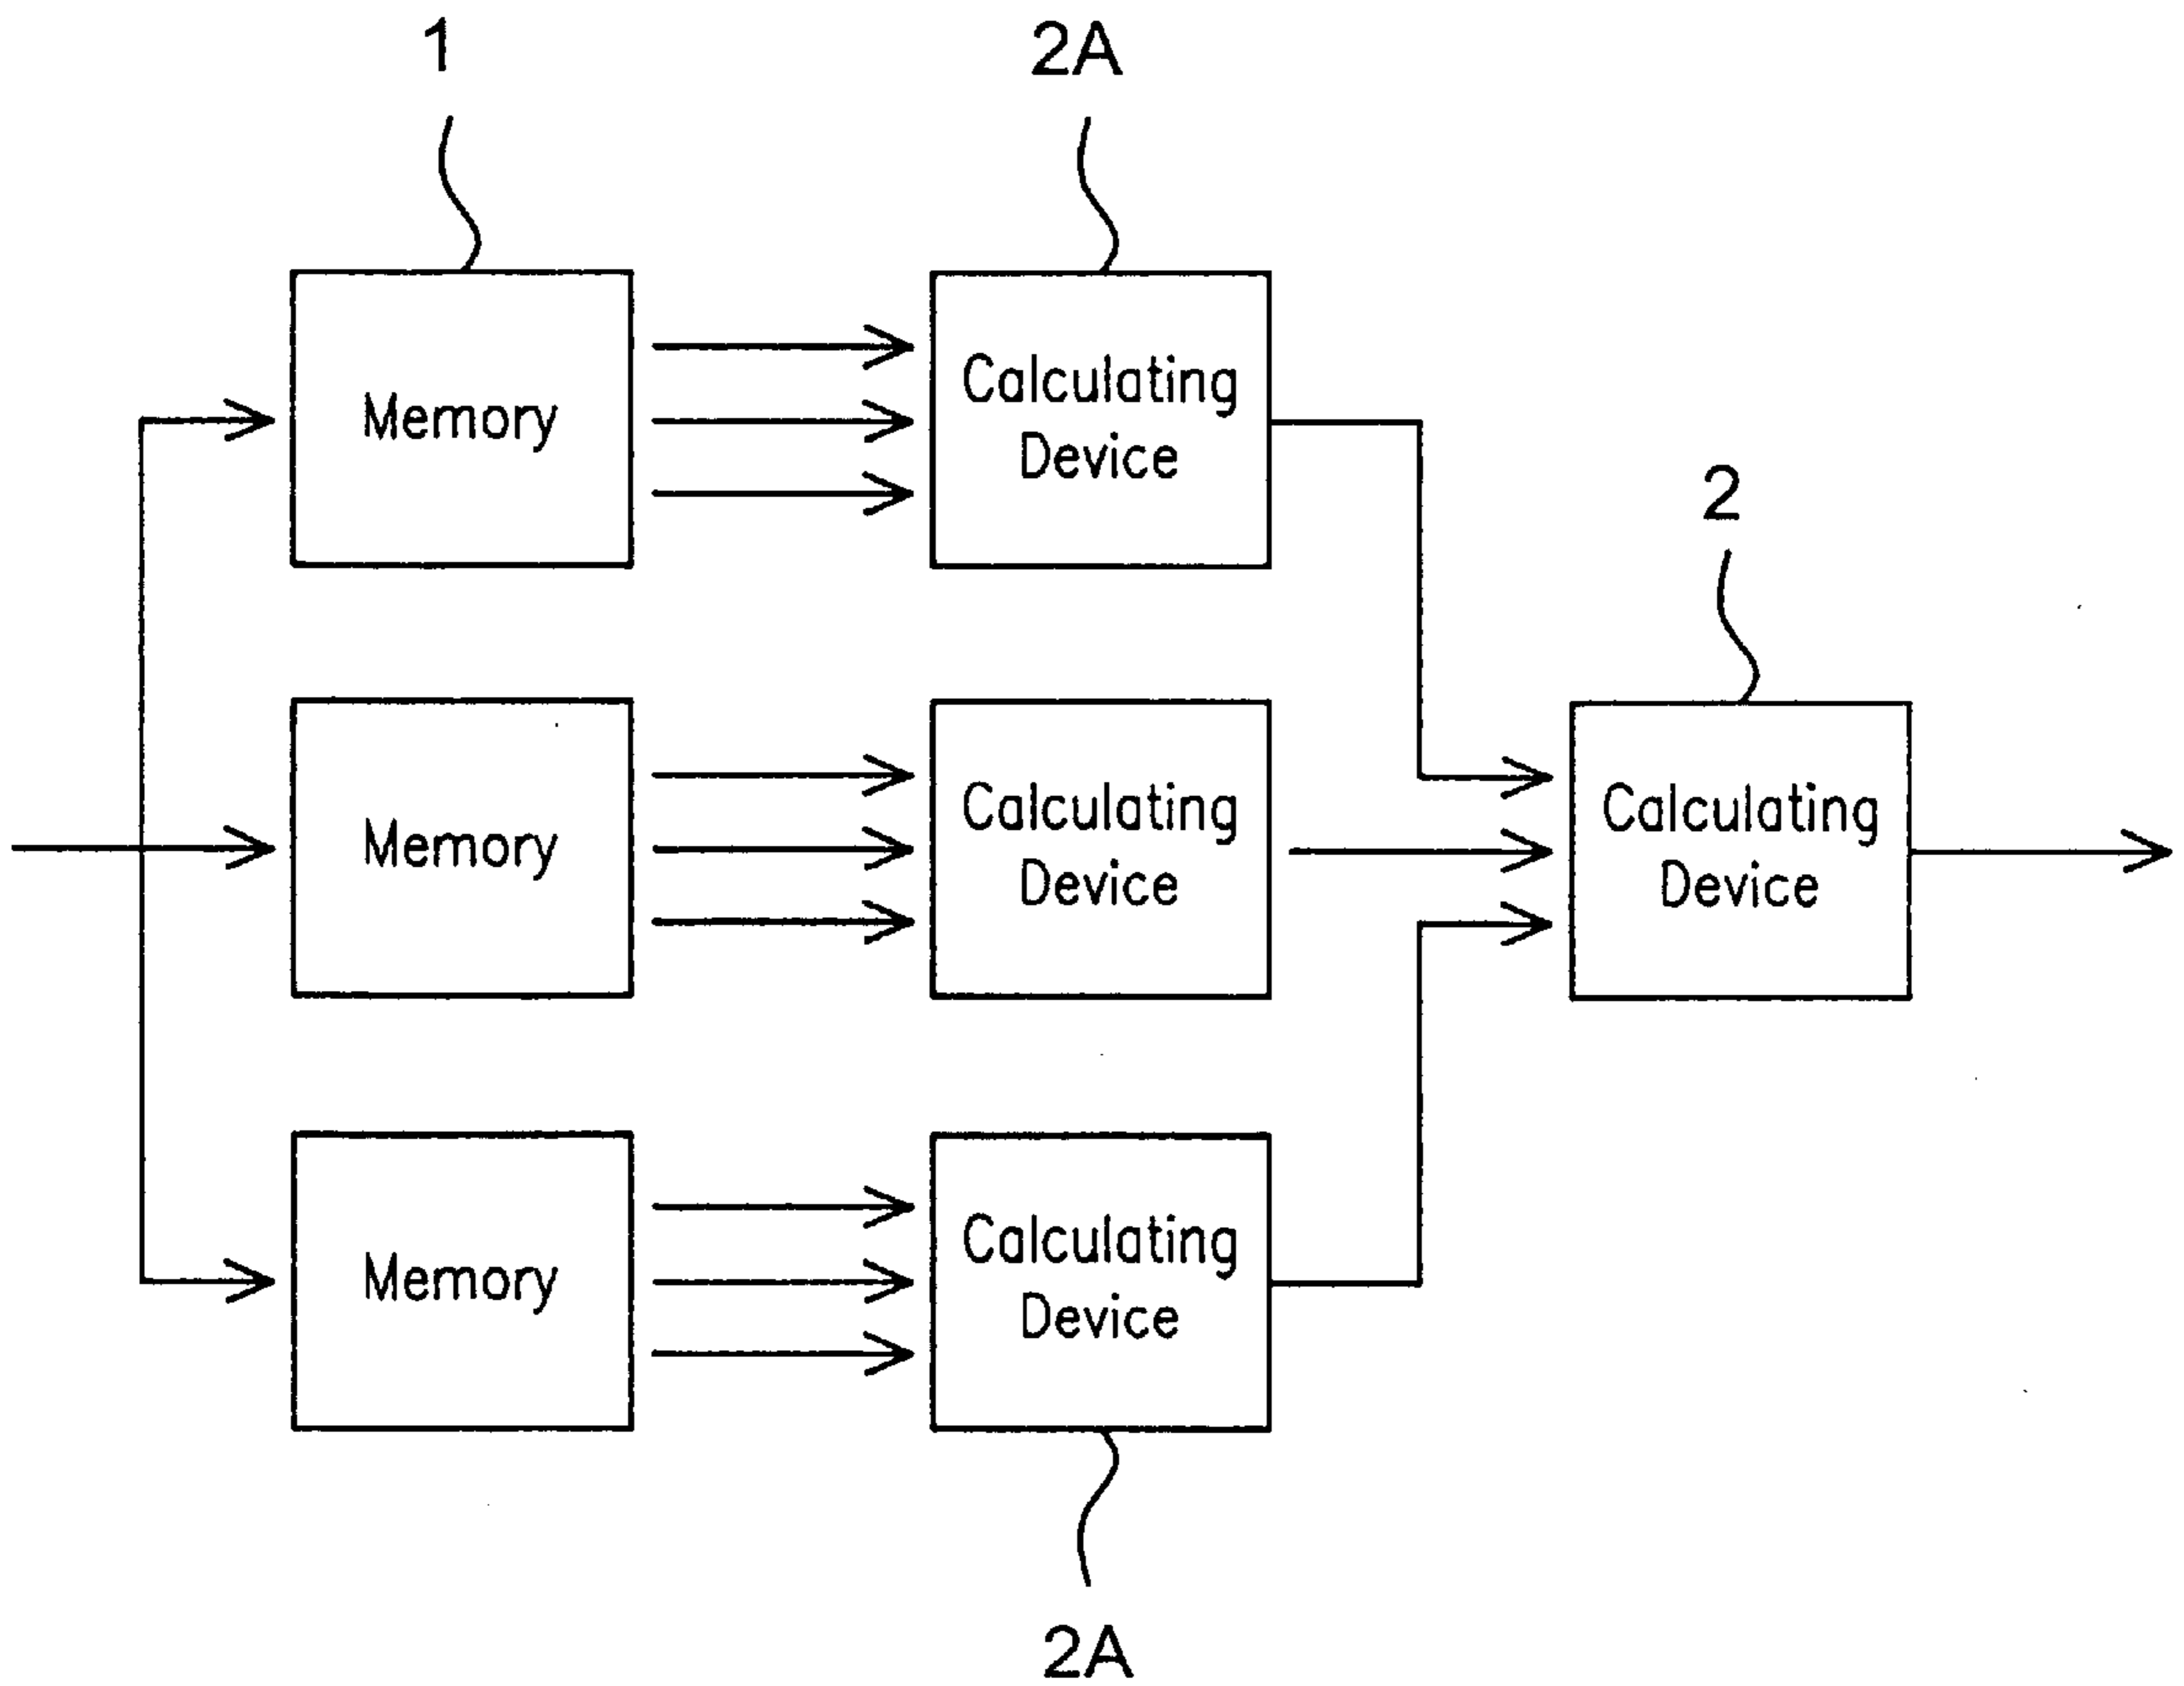 1
2A
Memory
Calculating
Device
2
Memory
Calculating
Device
Calculating
Device
Memory
Calculating
Device
2A